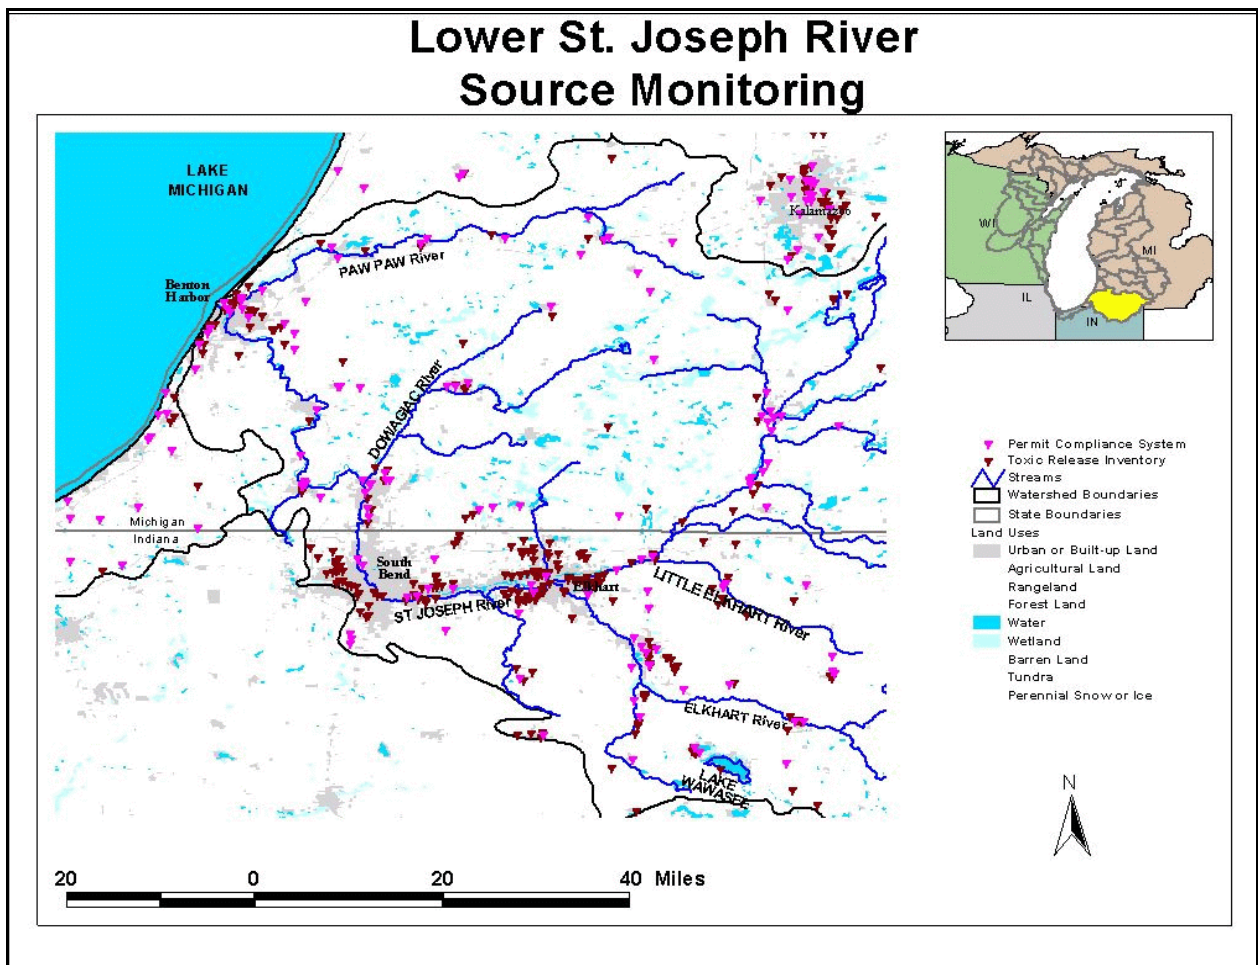 Lower St. Joseph River
Source Monitoring
LAKE
MICHIGAN
Kalamazoo
PAW PAW River
Benton
Harbor
DOWAGIAC River
Michigan
Indiana
South
Bend
Elkhart
ST JOSEPH River
LITTLE ELKHART River
ELKHART River
LAKE
WAWASEE
WI
MI
IL
IN
Permit Compliance System
Toxic Release Inventory
Streams
Watershed Boundaries
State Boundaries
Land Uses
Urban or Built-up Land
Agricultural Land
Rangeland
Forest Land
Water
Wetland
Barren Land
Tundra
Perennial Snow or Ice
N
20 0 20 40 Miles